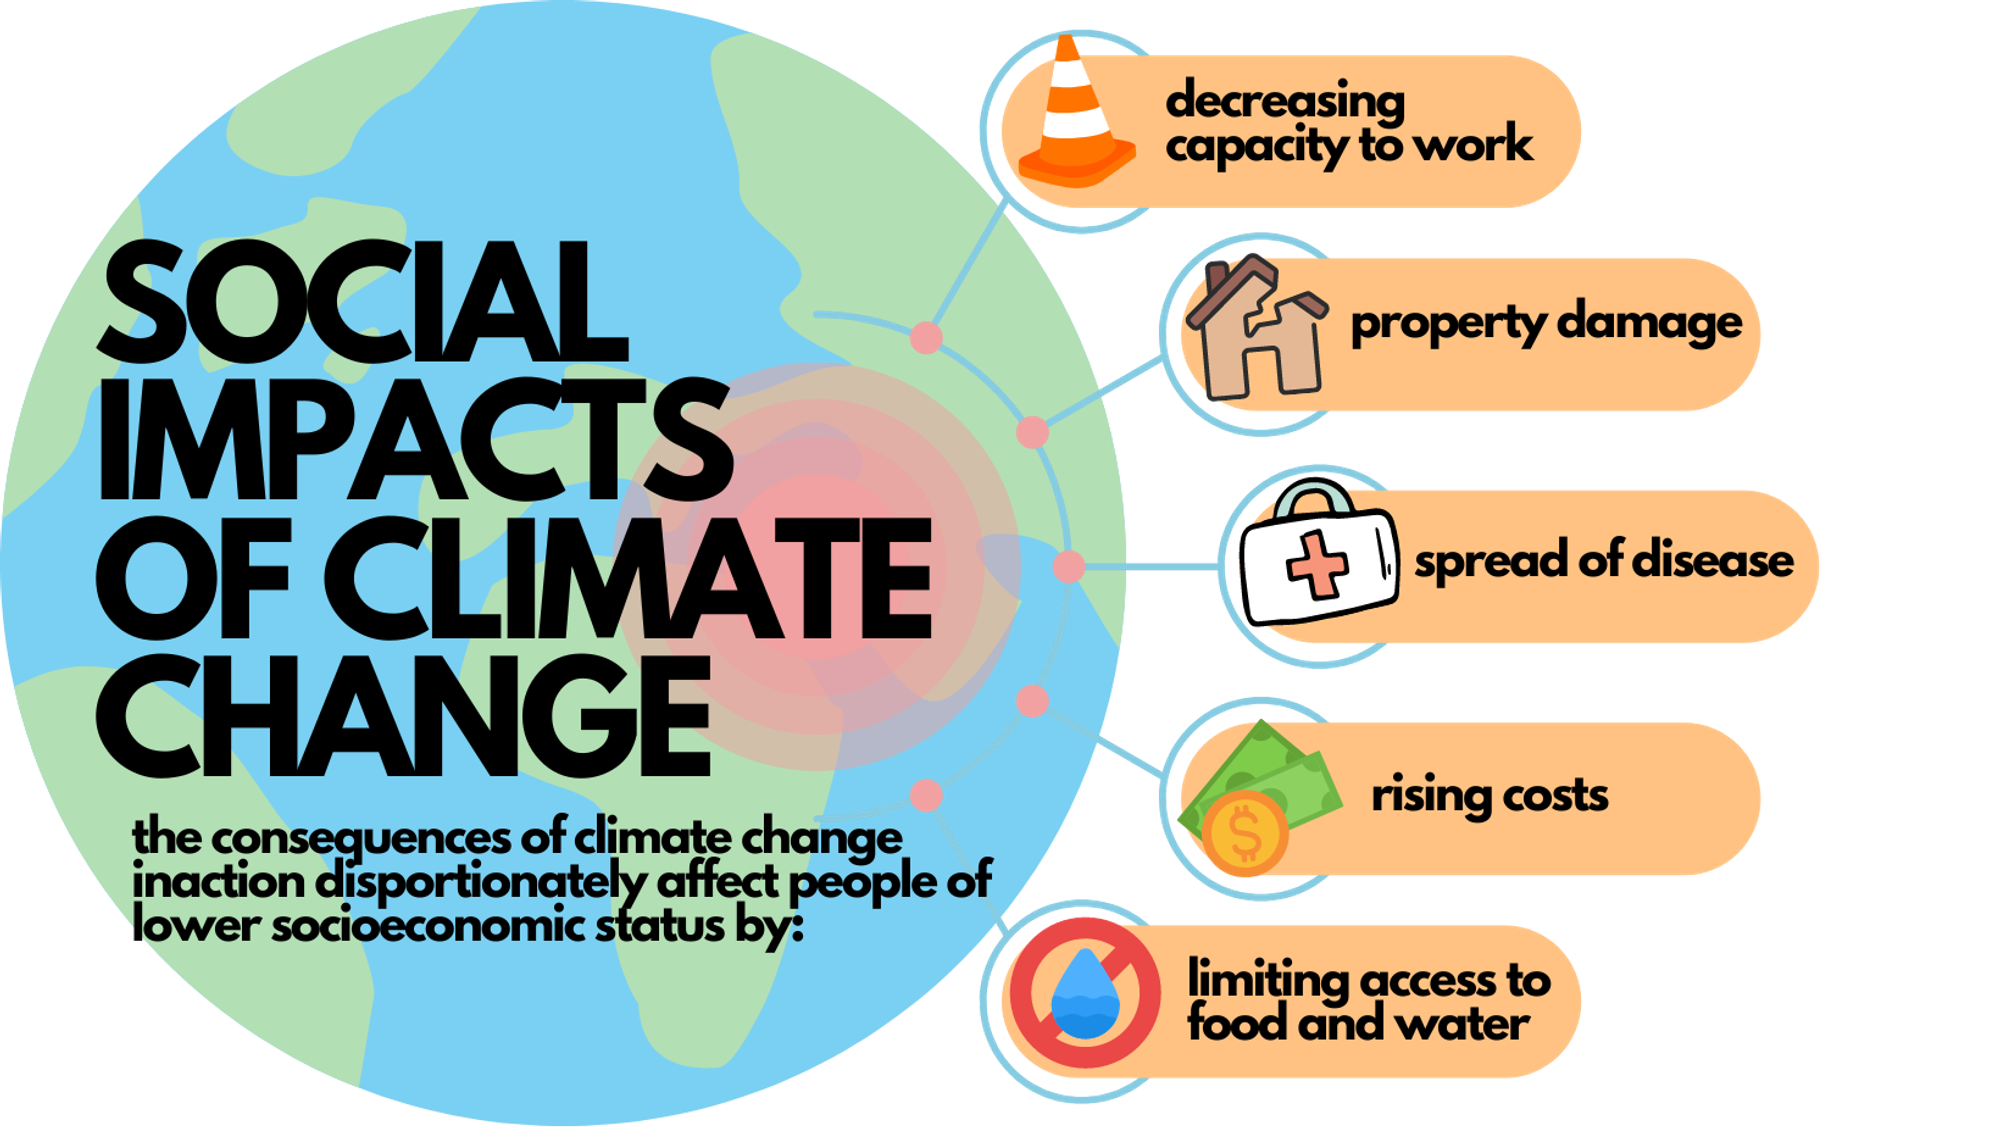 SOCIAL
IMPACTS
OF CLIMATE
CHANGE
the consequences of climate change
inaction disportionately affect people of
lower socioeconomic status by:
decreasing
capacity to work
property damage
spread of disease
rising costs
limiting access to
food and water